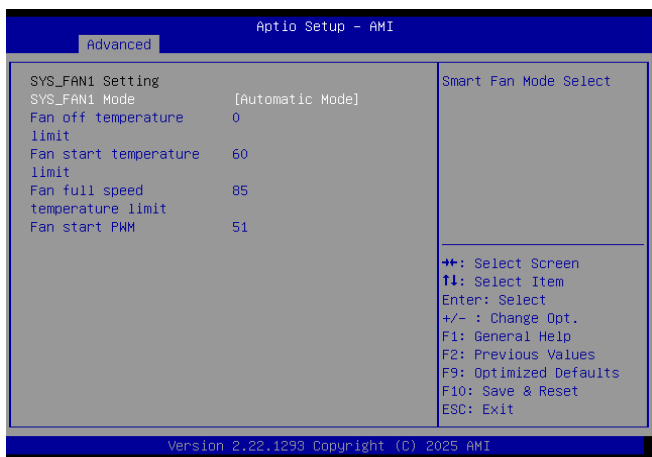 Aptio Setup - AMI
Advanced
SYS_FAN1 Setting
SYS_FAN1 Mode [Automatic Mode]
Fan off temperature 0
limit
Fan start temperature 60
limit
Fan full speed 85
temperature limit
Fan start PWM 51
Smart Fan Mode Select
→←: Select Screen
↑↓: Select Item
Enter: Select
+/- : Change Opt.
F1: General Help
F2: Previous Values
F9: Optimized Defaults
F10: Save & Reset
ESC: Exit
Version 2.22.1293 Copyright (C) 2025 AMI